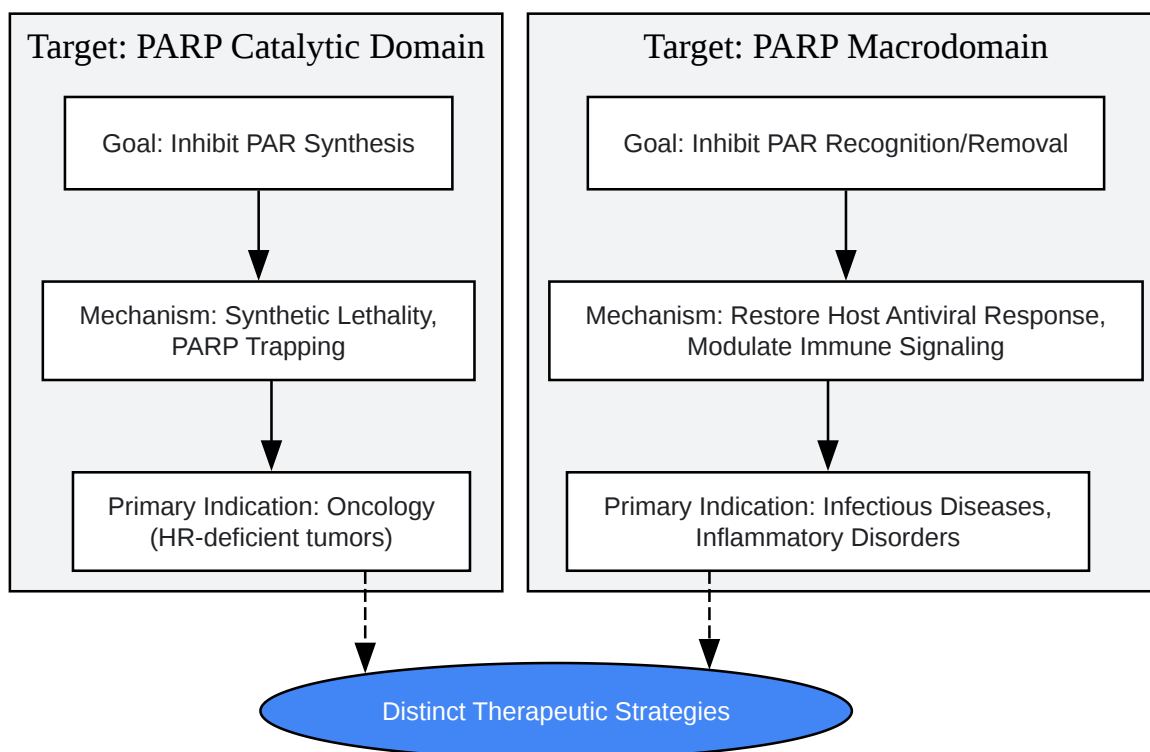 Target: PARP Catalytic Domain
Goal: Inhibit PAR Synthesis
Mechanism: Synthetic Lethality,
PARP Trapping
Primary Indication: Oncology
(HR-deficient tumors)
Target: PARP Macrodomain
Goal: Inhibit PAR Recognition/Removal
Mechanism: Restore Host Antiviral Response,
Modulate Immune Signaling
Primary Indication: Infectious Diseases,
Inflammatory Disorders
Distinct Therapeutic Strategies